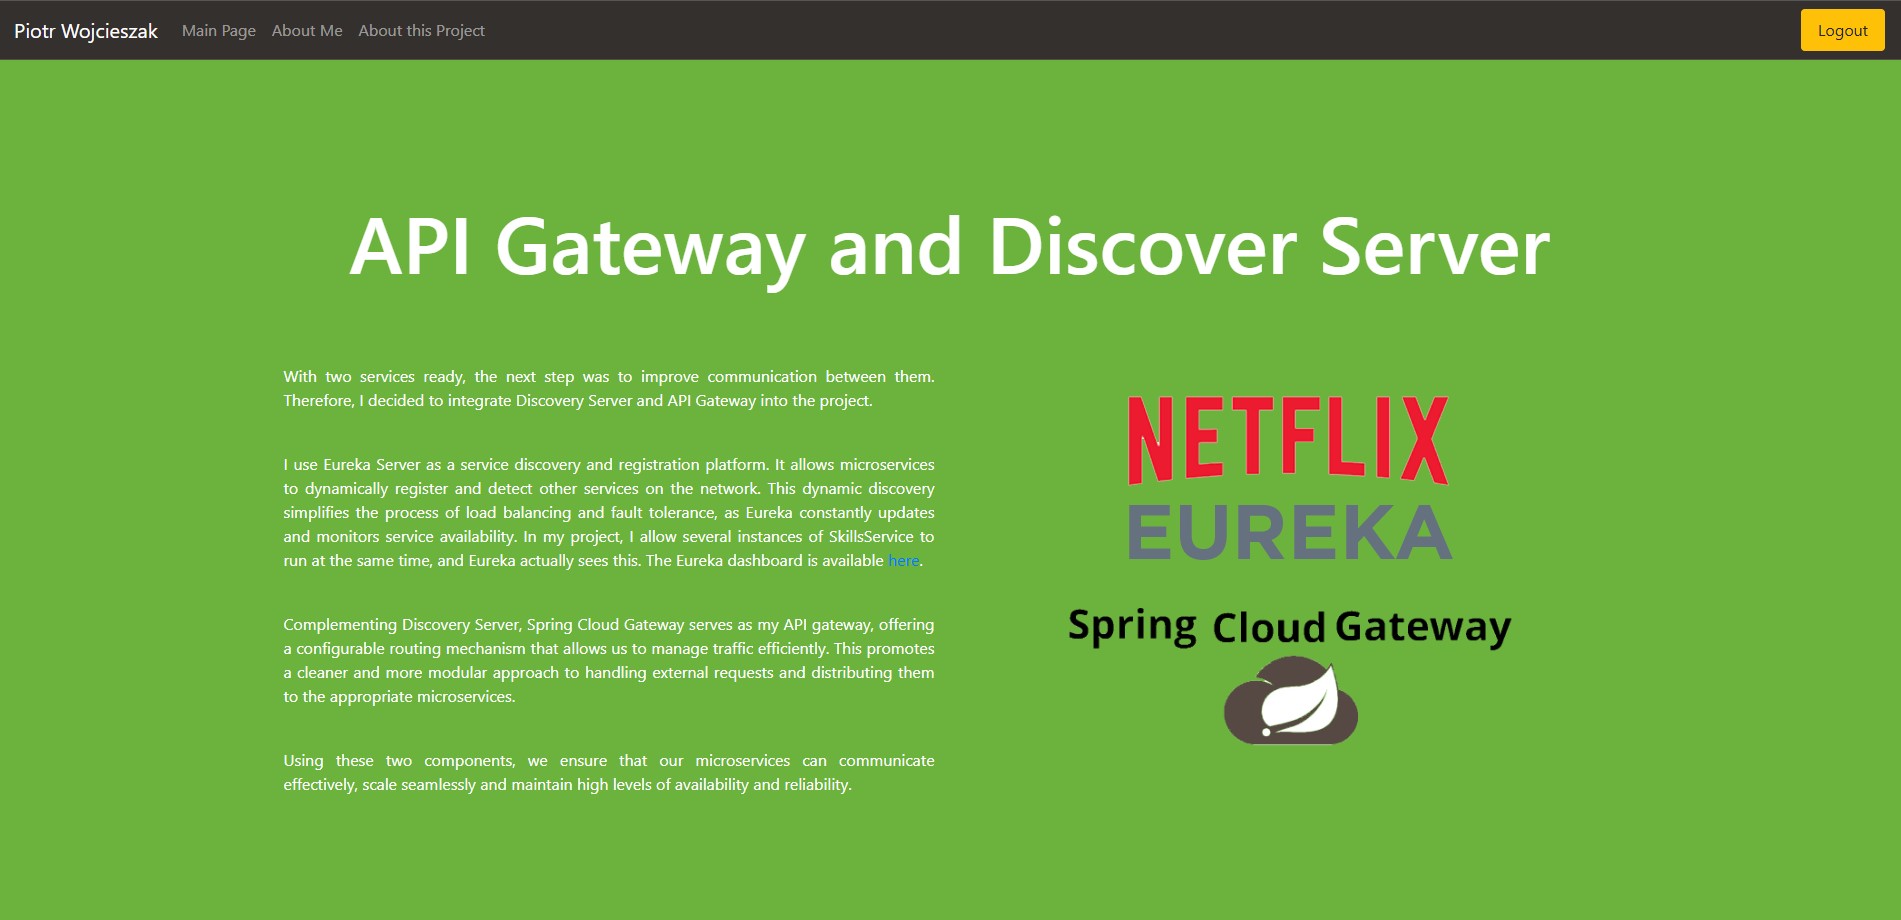 Piotr Wojcieszak Main Page About Me About this Project Logout
API Gateway and Discover Server
With two services ready, the next step was to improve communication between them.
Therefore, I decided to integrate Discovery Server and API Gateway into the project.
I use Eureka Server as a service discovery and registration platform. It allows microservices
to dynamically register and detect other services on the network. This dynamic discovery
simplifies the process of load balancing and fault tolerance, as Eureka constantly updates
and monitors service availability. In my project, I allow several instances of SkillsService to
run at the same time, and Eureka actually sees this. The Eureka dashboard is available here.
Complementing Discovery Server, Spring Cloud Gateway serves as my API gateway, offering
a configurable routing mechanism that allows us to manage traffic efficiently. This promotes
a cleaner and more modular approach to handling external requests and distributing them
to the appropriate microservices.
Using these two components, we ensure that our microservices can communicate
effectively, scale seamlessly and maintain high levels of availability and reliability.
NETFLIX
EUREKA
Spring Cloud Gateway